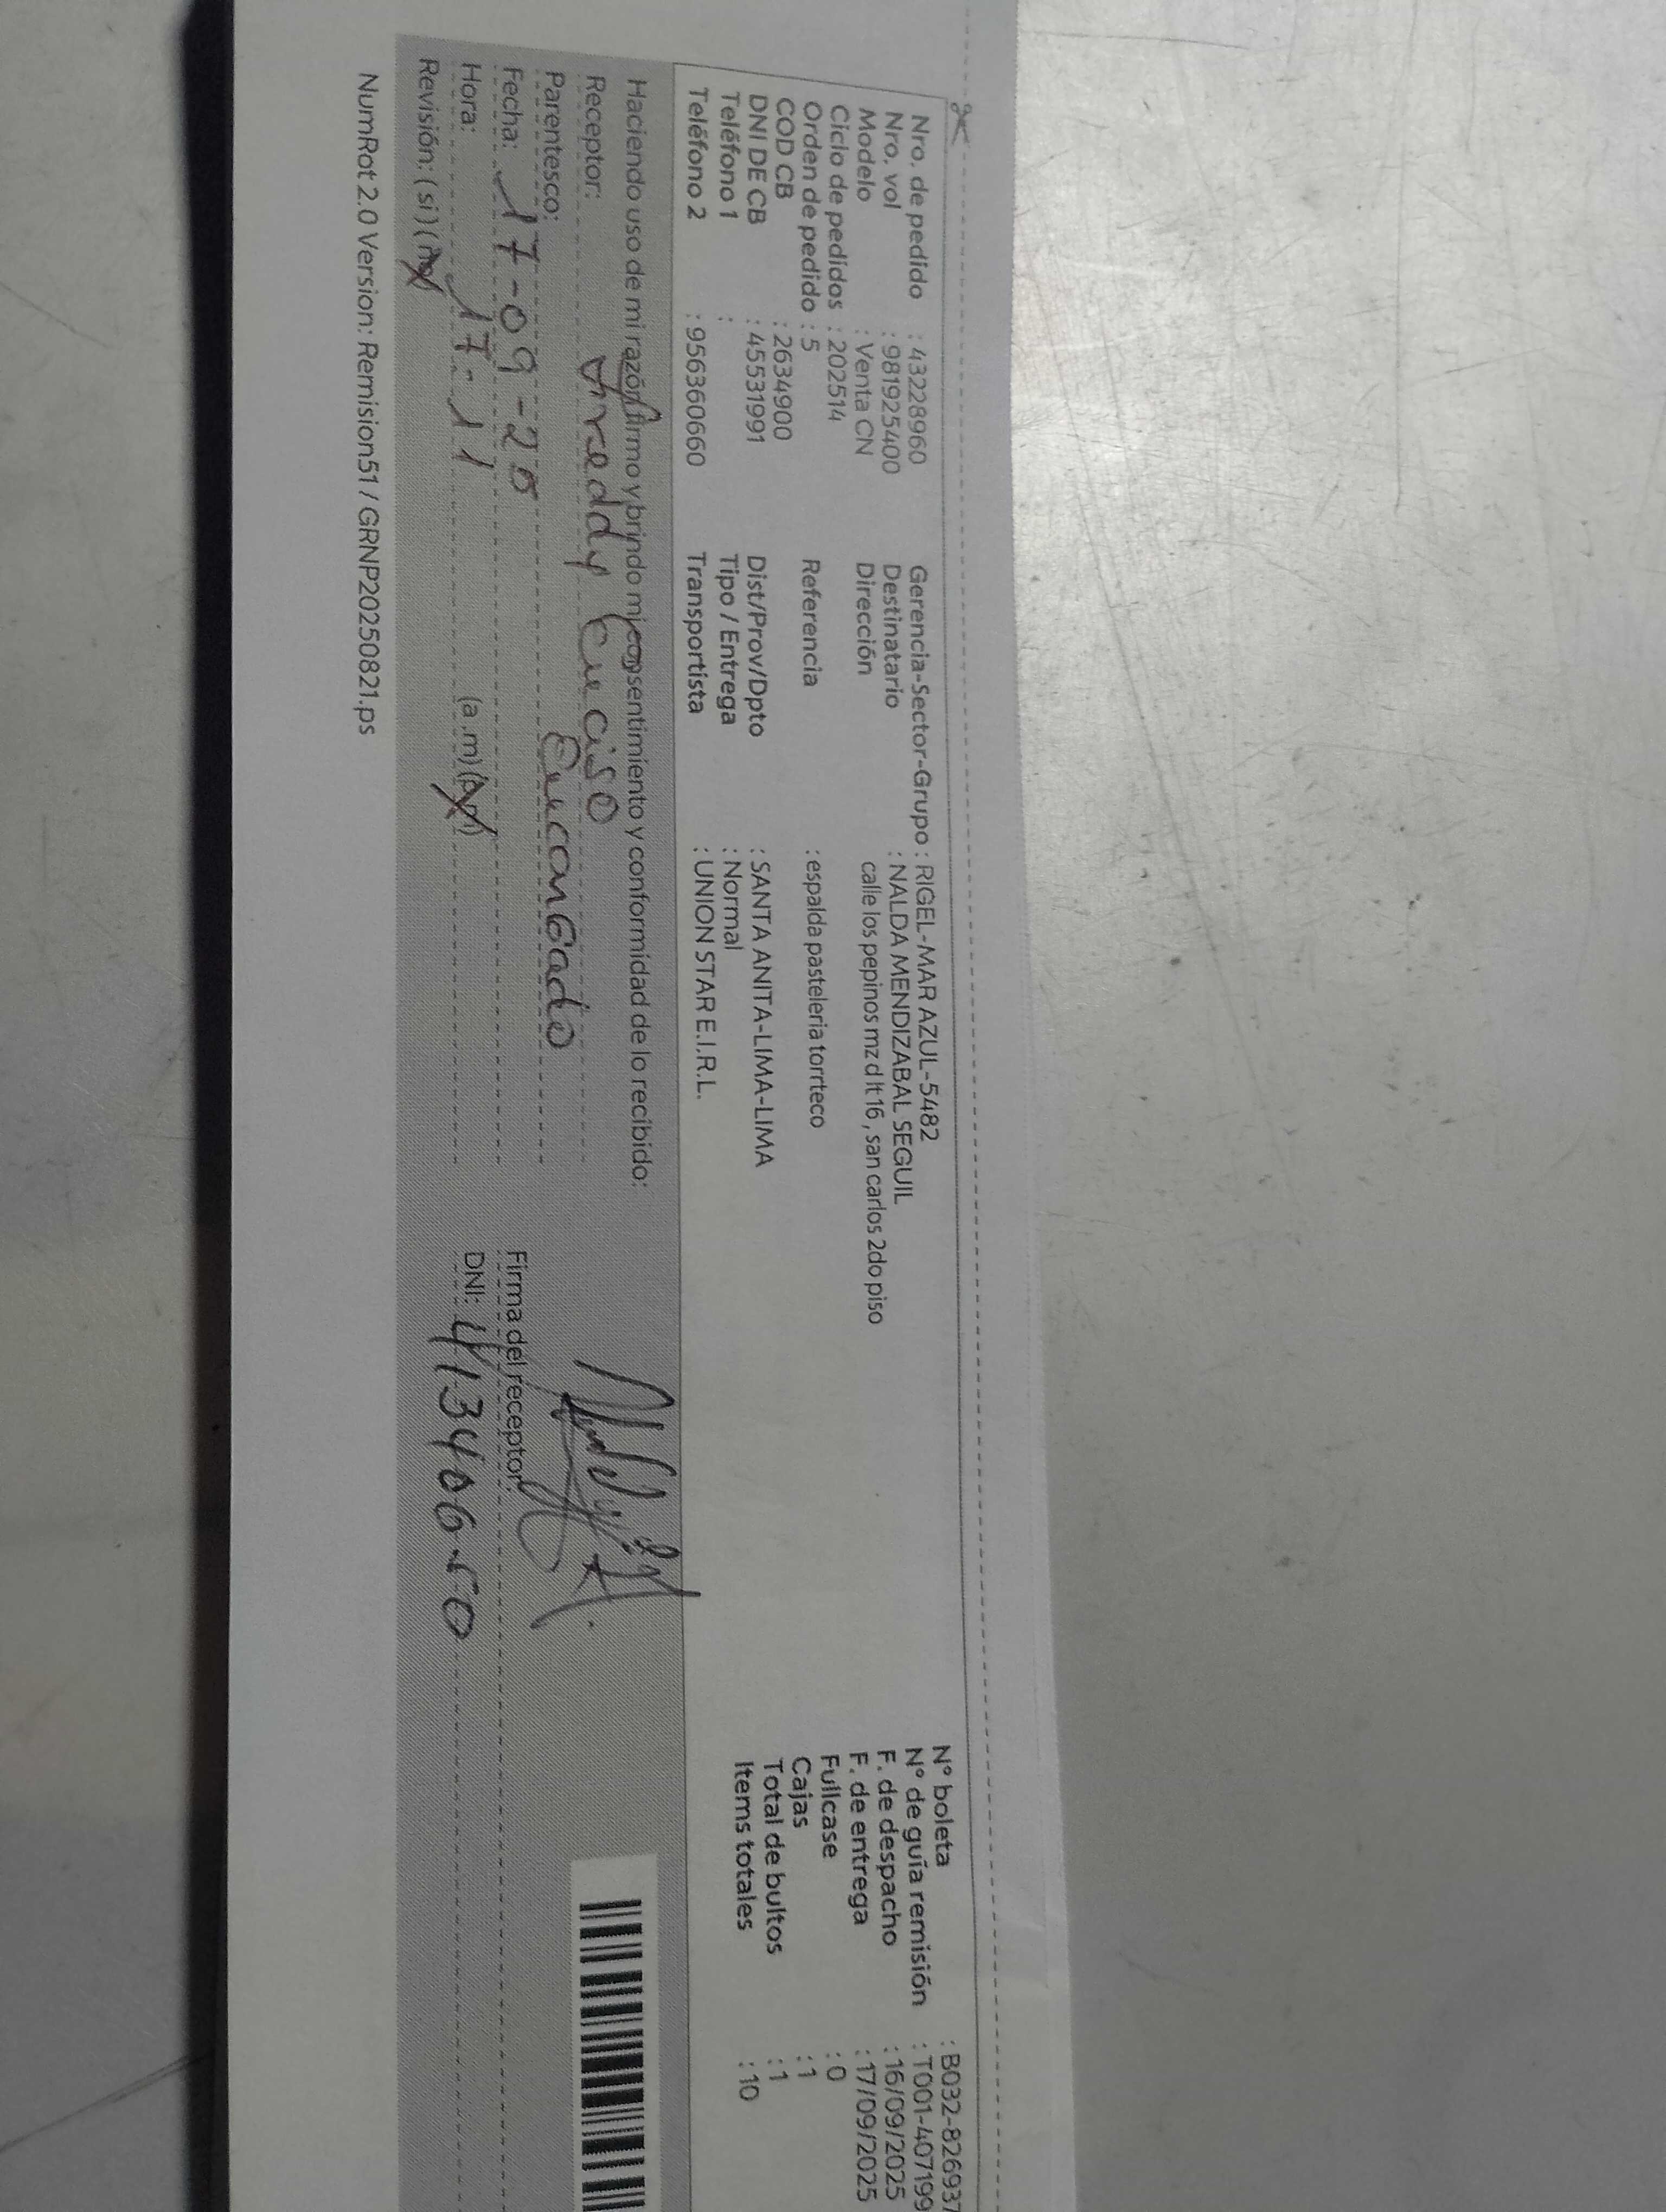 Nro. de pedido : 43228960
Nro. vol : 981925400
Modelo : Venta CN
Ciclo de pedidos : 202514
Orden de pedido : 5
COD CB : 2634900
DNI DE CB : 45531991
Teléfono 1 :
Teléfono 2 : 956360660
Gerencia-Sector-Grupo : RIGEL-MAR AZUL-5482
Destinatario : NALDA MENDIZABAL SEGUIL
Dirección calle los pepinos mz d lt 16 , san carlos 2do piso
Referencia : espalda pasteleria torrteco
Dist/Prov/Dpto : SANTA ANITA-LIMA-LIMA
Tipo / Entrega : Normal
Transportista : UNION STAR E.I.R.L.
N° boleta : B032-826937
N° de guía remisión : T001-407199
F. de despacho : 16/09/2025
F. de entrega : 17/09/2025
Fullcase : 0
Cajas : 1
Total de bultos : 1
Items totales : 10
Haciendo uso de mi razón firmo y brindo mi consentimiento y conformidad de lo recibido:
Receptor: Freddy Enciso
Parentesco: Encargado
Fecha: 17-09-25
Hora: 17-11 (a.m) (p.m)
Revisión: (si) (no)
Firma del receptor:
DNI:
NumRot 2.0 Version: Remision51 / GRNP20250821.ps